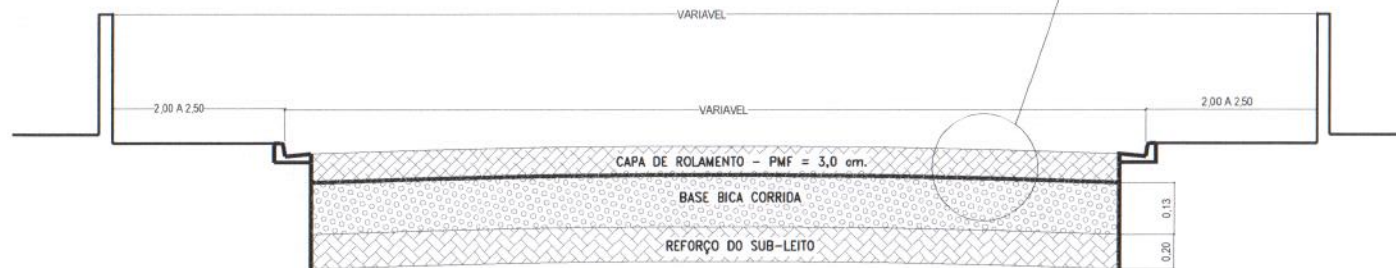 VARIAVEL
2,00 A 2,50
VARIAVEL
2,00 A 2,50
CAPA DE ROLAMENTO - PMF = 3,0 cm.
BASE BICA CORRIDA
0,13
REFORÇO DO SUB-LEITO
0,20